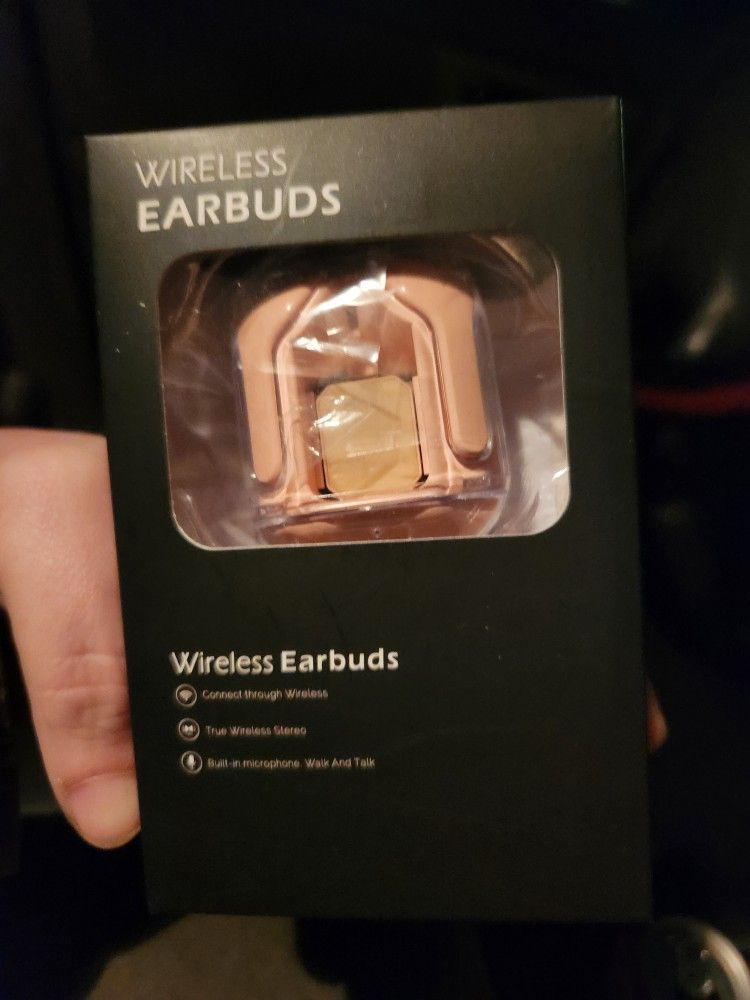 WIRELESS
EARBUDS
Wireless Earbuds
Connect through Wireless
True Wireless Stereo
Built-in microphone. Walk And Talk